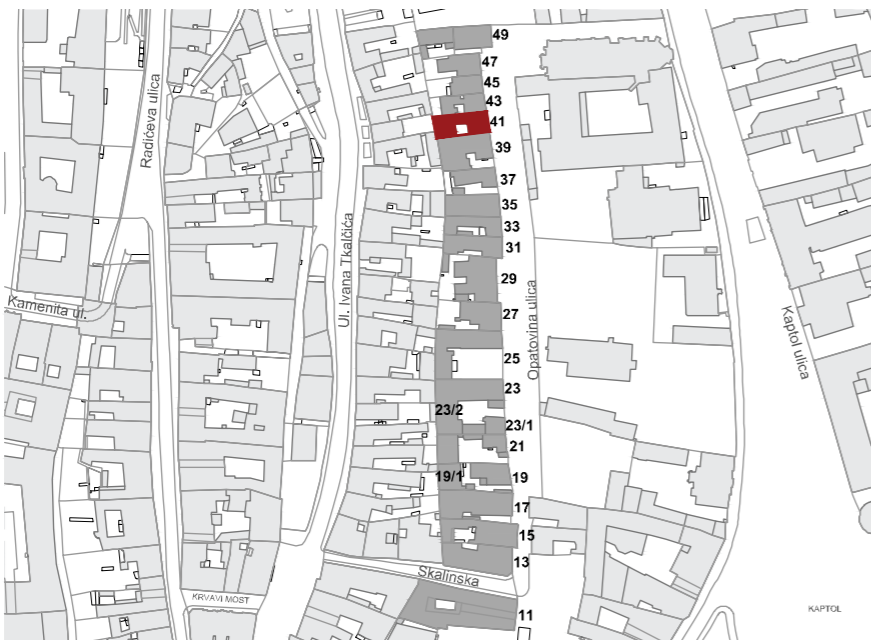 49
47
45
43
41
39
37
35
33
31
29
27
25
23
23/2
23/1
21
19/1
19
17
15
13
11
Radićeva ulica
Ul. Ivana Tkalčića
Opatovina ulica
Kaptol ulica
Kamenita ul.
Skalinska
KRVAVI MOST
KAPTOL